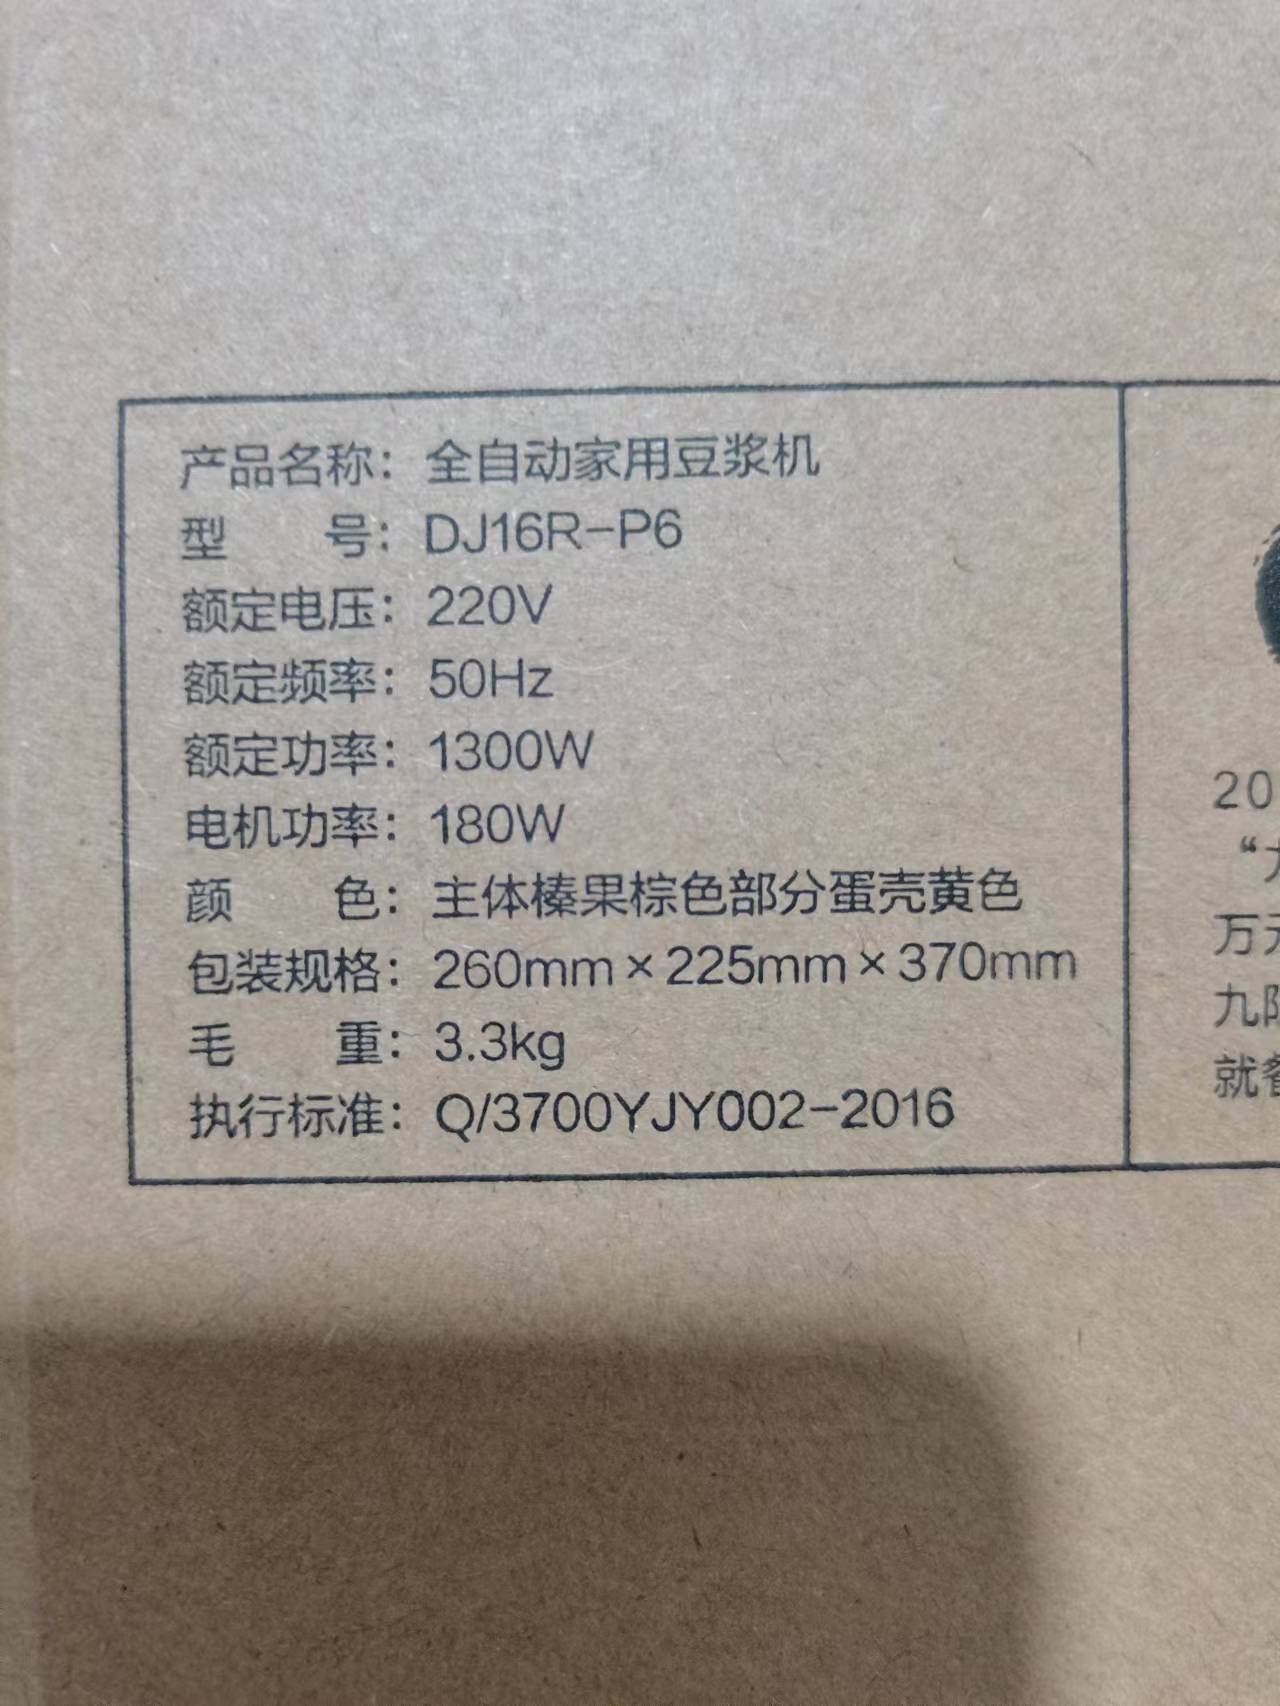 产品名称：全自动家用豆浆机
型 号：DJ16R-P6
额定电压：220V
额定频率：50Hz
额定功率：1300W
电机功率：180W
颜 色：主体榛果棕色部分蛋壳黄色
包装规格：260mm×225mm×370mm
毛 重：3.3kg
执行标准：Q/3700YJY002-2016
20
“
万
九
就